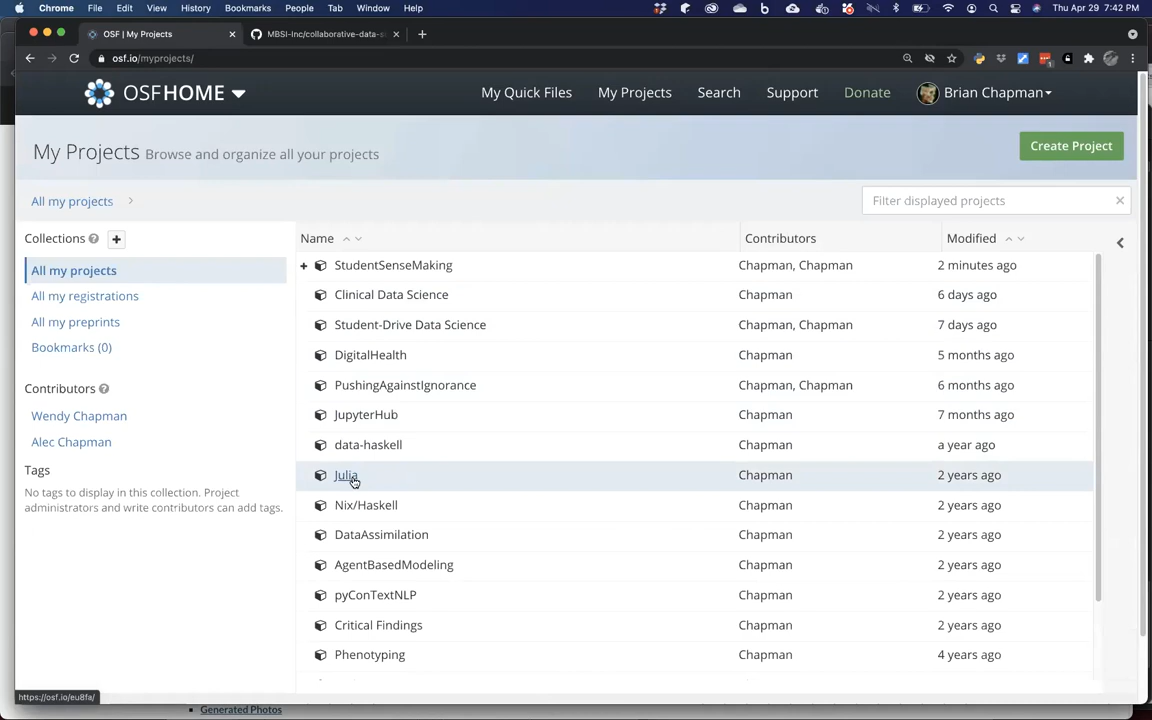 Chrome File Edit View History Bookmarks People Tab Window Help Thu Apr 29 7:42 PM
OSF | My Projects MBSI-Inc/collaborative-data-s
osf.io/myprojects/
OSFHOME My Quick Files My Projects Search Support Donate Brian Chapman
My Projects Browse and organize all your projects Create Project
All my projects Filter displayed projects
Collections Name Contributors Modified
All my projects
All my registrations
All my preprints
Bookmarks (0)
Contributors
Wendy Chapman
Alec Chapman
Tags
No tags to display in this collection. Project
administrators and write contributors can add tags.
StudentSenseMaking Chapman, Chapman 2 minutes ago
Clinical Data Science Chapman 6 days ago
Student-Drive Data Science Chapman, Chapman 7 days ago
DigitalHealth Chapman 5 months ago
PushingAgainstIgnorance Chapman, Chapman 6 months ago
JupyterHub Chapman 7 months ago
data-haskell Chapman a year ago
Julia Chapman 2 years ago
Nix/Haskell Chapman 2 years ago
DataAssimilation Chapman 2 years ago
AgentBasedModeling Chapman 2 years ago
pyConTextNLP Chapman 2 years ago
Critical Findings Chapman 2 years ago
Phenotyping Chapman 4 years ago
https://osf.io/eu8fa/
Generated Photos